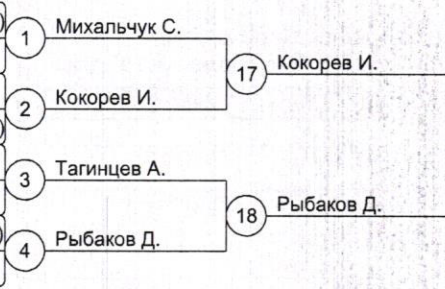 1 Михальчук С.
17 Кокорев И.
2 Кокорев И.
3 Тагинцев А.
18 Рыбаков Д.
4 Рыбаков Д.